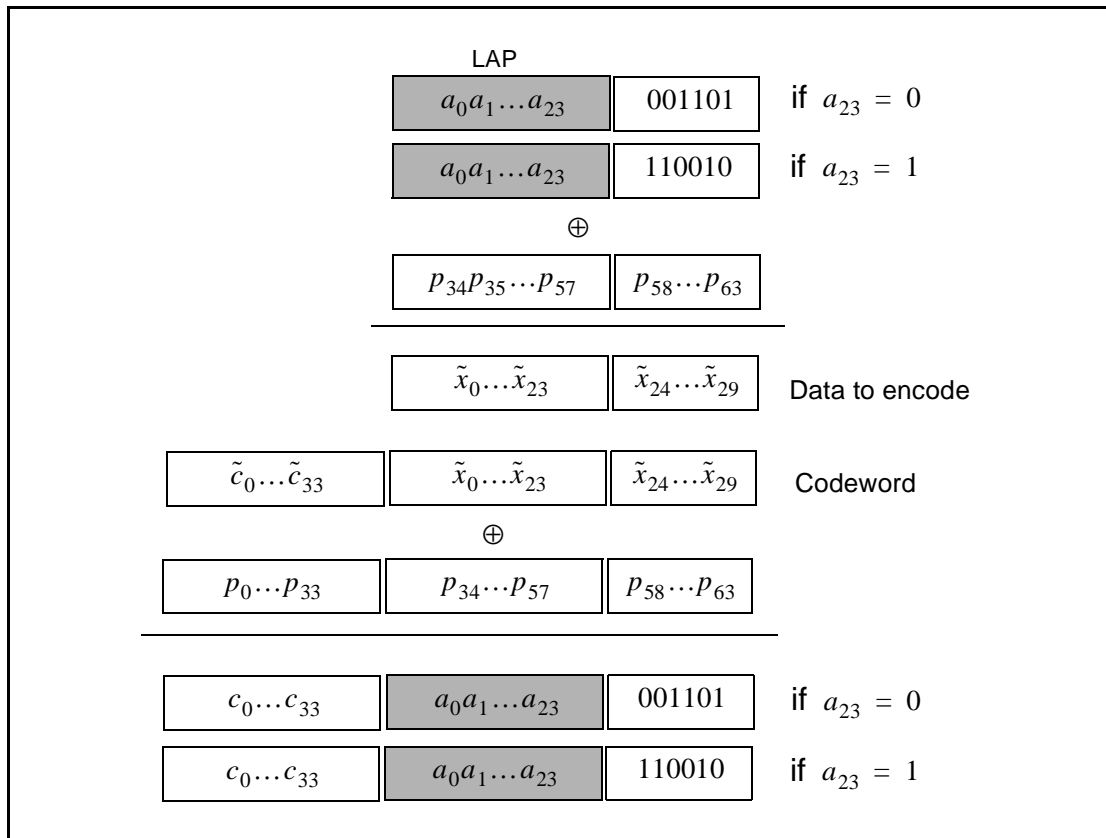 LAP
a₀a₁…a₂₃ 001101 if a₂₃ = 0
a₀a₁…a₂₃ 110010 if a₂₃ = 1
⊕
p₃₄p₃₅…p₅₇ p₅₈…p₆₃
x̃₀…x̃₂₃ x̃₂₄…x̃₂₉ Data to encode
c̃₀…c̃₃₃ x̃₀…x̃₂₃ x̃₂₄…x̃₂₉ Codeword
⊕
p₀…p₃₃ p₃₄…p₅₇ p₅₈…p₆₃
c₀…c₃₃ a₀a₁…a₂₃ 001101 if a₂₃ = 0
c₀…c₃₃ a₀a₁…a₂₃ 110010 if a₂₃ = 1